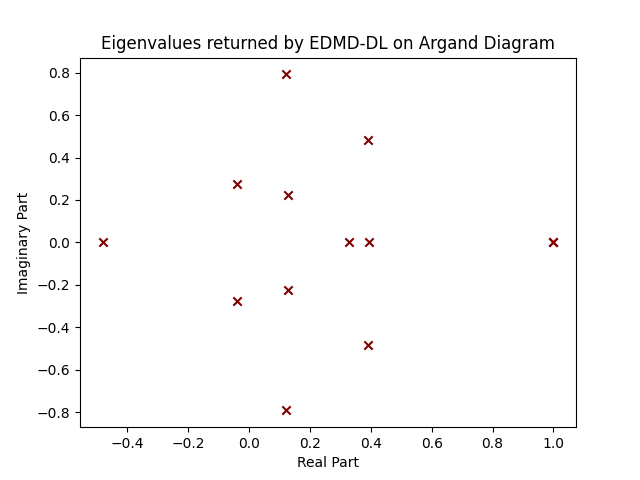 Eigenvalues returned by EDMD-DL on Argand Diagram
0.8
0.6
0.4
0.2
0.0
−0.2
−0.4
−0.6
−0.8
Imaginary Part
−0.4 −0.2 0.0 0.2 0.4 0.6 0.8 1.0
Real Part